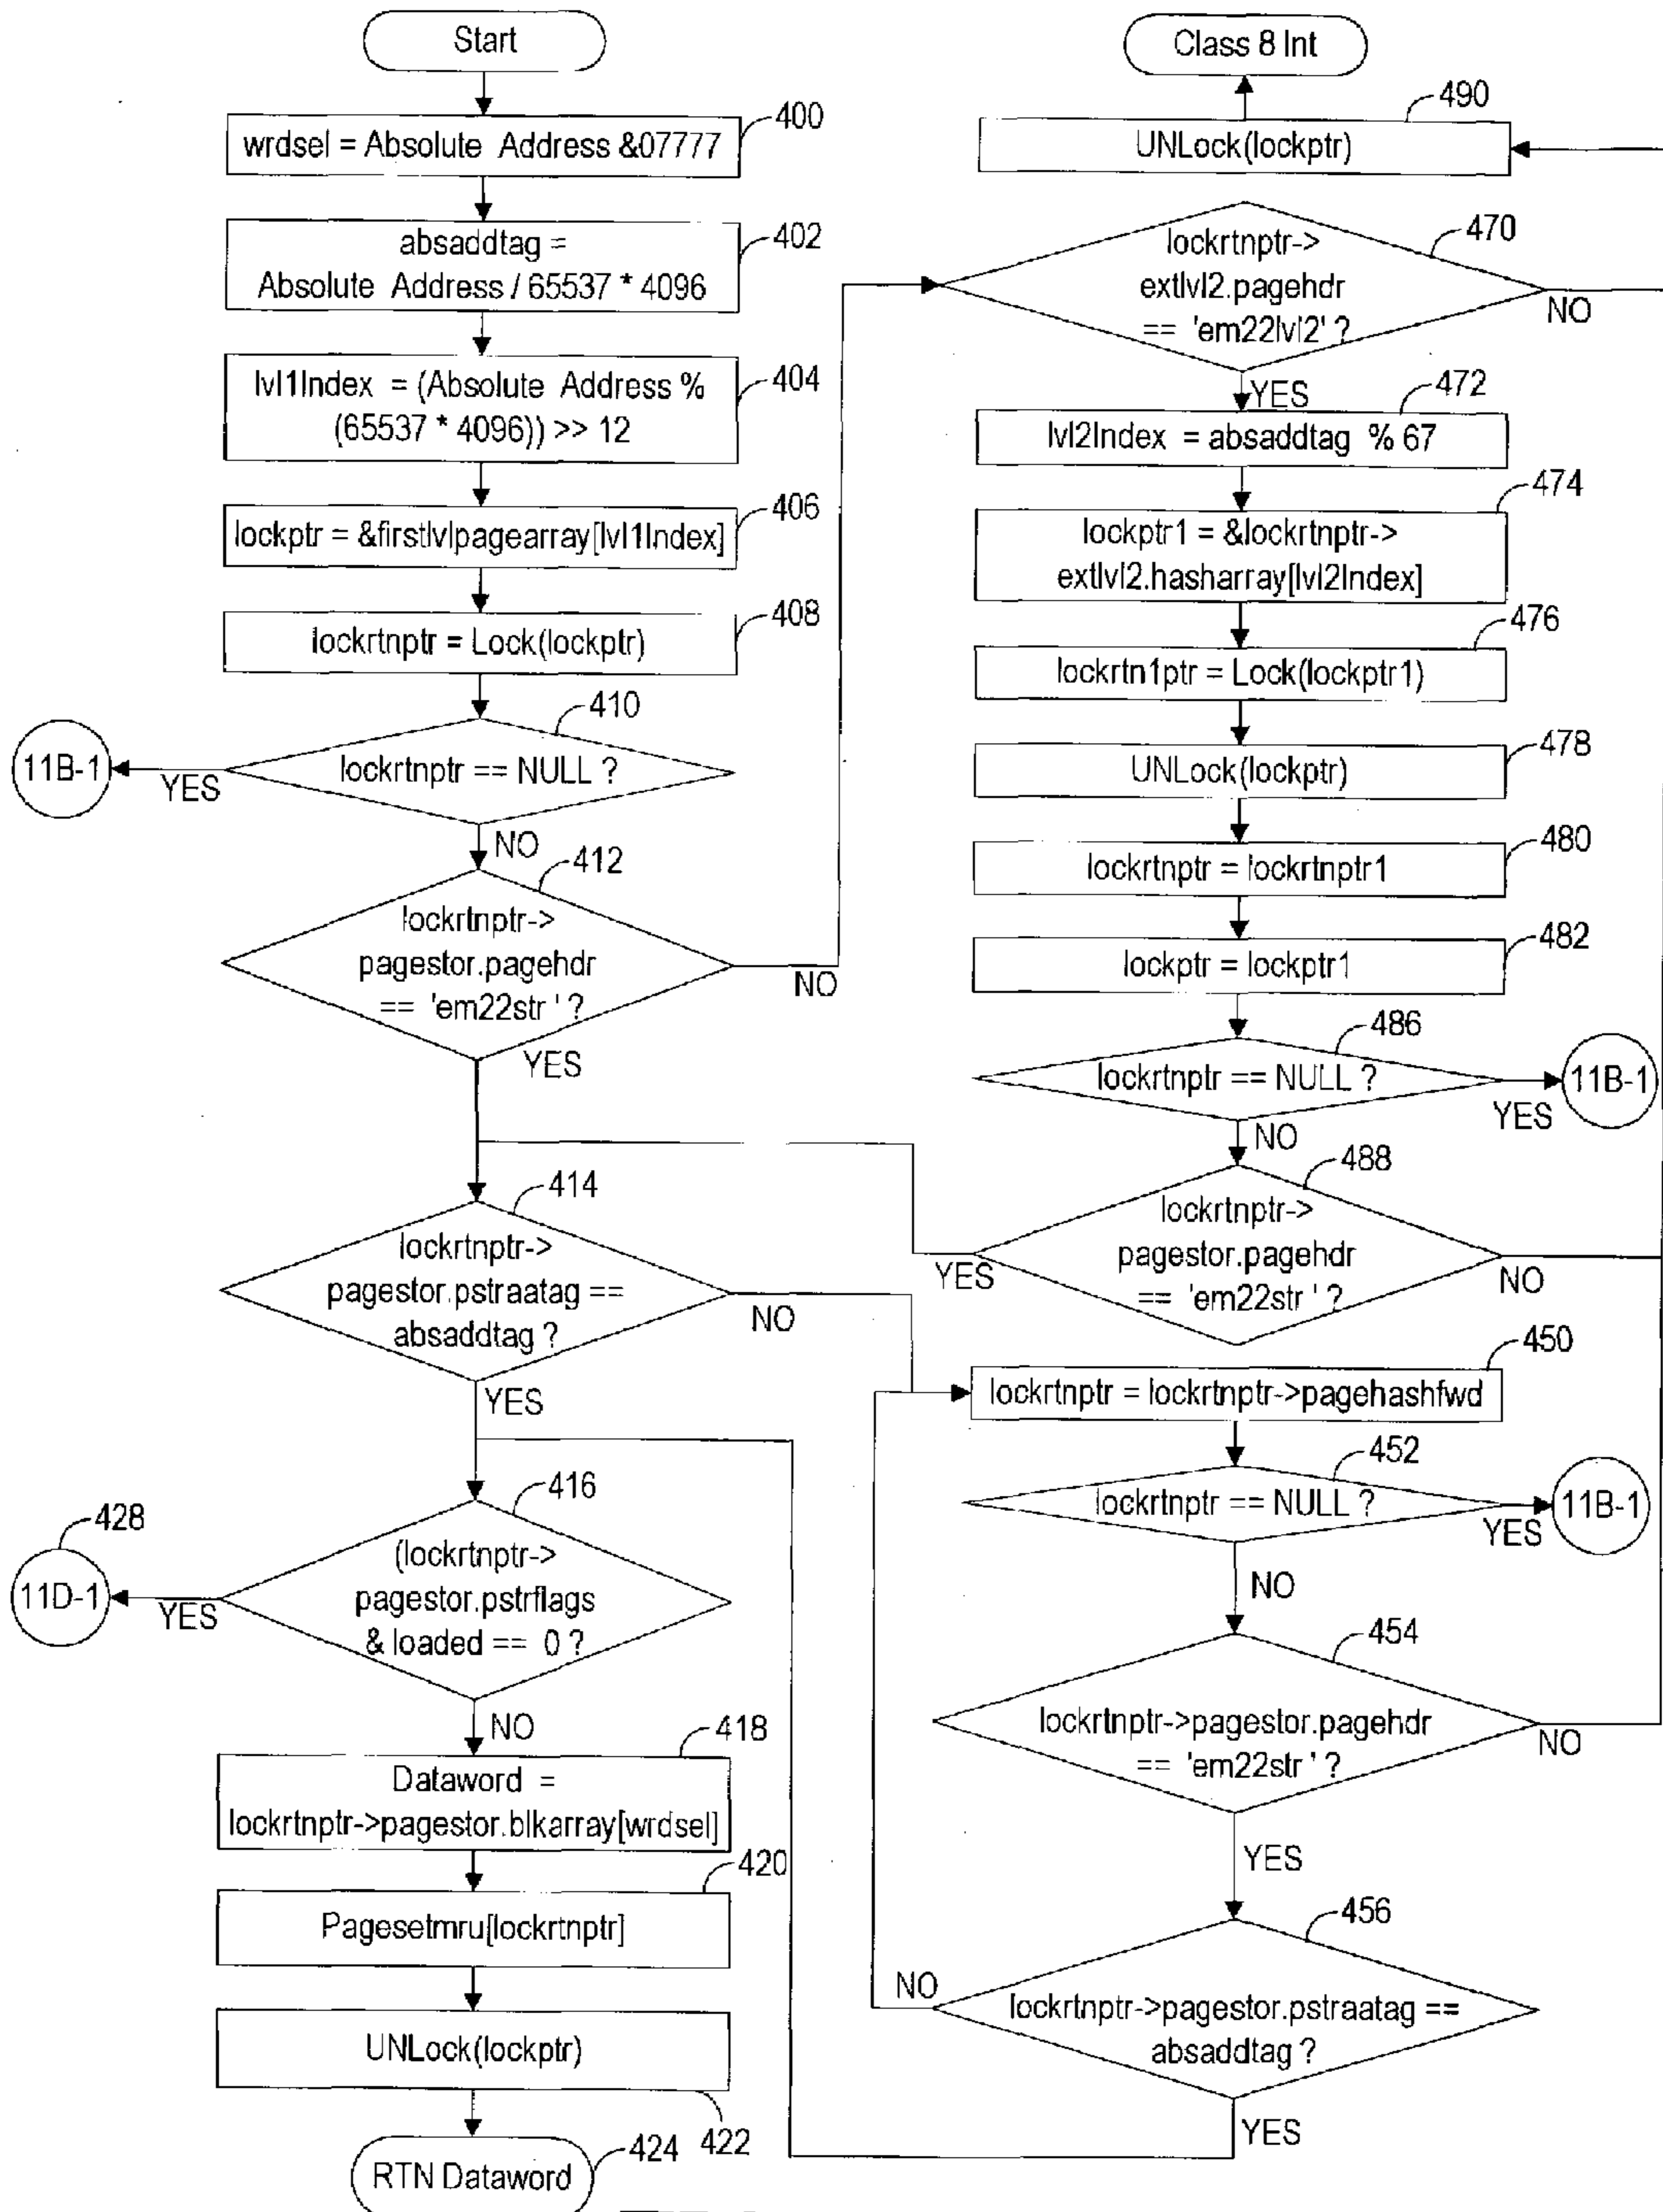 Start
400
wrdsel = Absolute Address &07777
402
absaddtag =
Absolute Address / 65537 * 4096
404
lvl1Index = (Absolute Address %
(65537 * 4096)) >> 12
406
lockptr = &firstlvlpagearray[lvl1Index]
408
lockrtnptr = Lock(lockptr)
410
lockrtnptr == NULL ?
YES
11B-1
NO
412
lockrtnptr->
pagestor.pagehdr
== 'em22str ' ?
NO
YES
414
lockrtnptr->
pagestor.pstraatag ==
absaddtag ?
NO
YES
416
(lockrtnptr->
pagestor.pstrflags
& loaded == 0 ?
428
11D-1
YES
NO
418
Dataword =
lockrtnptr->pagestor.blkarray[wrdsel]
420
Pagesetmru[lockrtnptr]
UNLock(lockptr)
422
RTN Dataword
424
Class 8 Int
490
UNLock(lockptr)
470
lockrtnptr->
extlvl2.pagehdr
== 'em22lvl2' ?
NO
YES
472
lvl2Index = absaddtag % 67
474
lockptr1 = &lockrtnptr->
extlvl2.hasharray[lvl2Index]
476
lockrtn1ptr = Lock(lockptr1)
478
UNLock(lockptr)
480
lockrtnptr = lockrtnptr1
482
lockptr = lockptr1
486
lockrtnptr == NULL ?
YES
11B-1
NO
488
lockrtnptr->
pagestor.pagehdr
== 'em22str ' ?
YES
NO
450
lockrtnptr = lockrtnptr->pagehashfwd
452
lockrtnptr == NULL ?
YES
11B-1
NO
454
lockrtnptr->pagestor.pagehdr
== 'em22str ' ?
NO
YES
456
lockrtnptr->pagestor.pstraatag ==
absaddtag ?
NO
YES